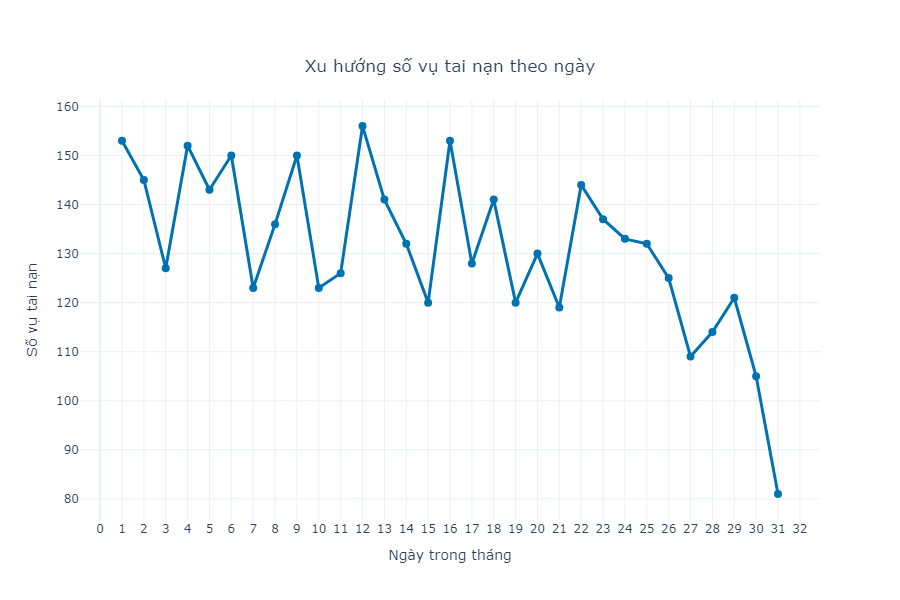 Xu hướng số vụ tai nạn theo ngày
160
150
140
130
120
110
100
90
80
Số vụ tai nạn
0 1 2 3 4 5 6 7 8 9 10 11 12 13 14 15 16 17 18 19 20 21 22 23 24 25 26 27 28 29 30 31 32
Ngày trong tháng